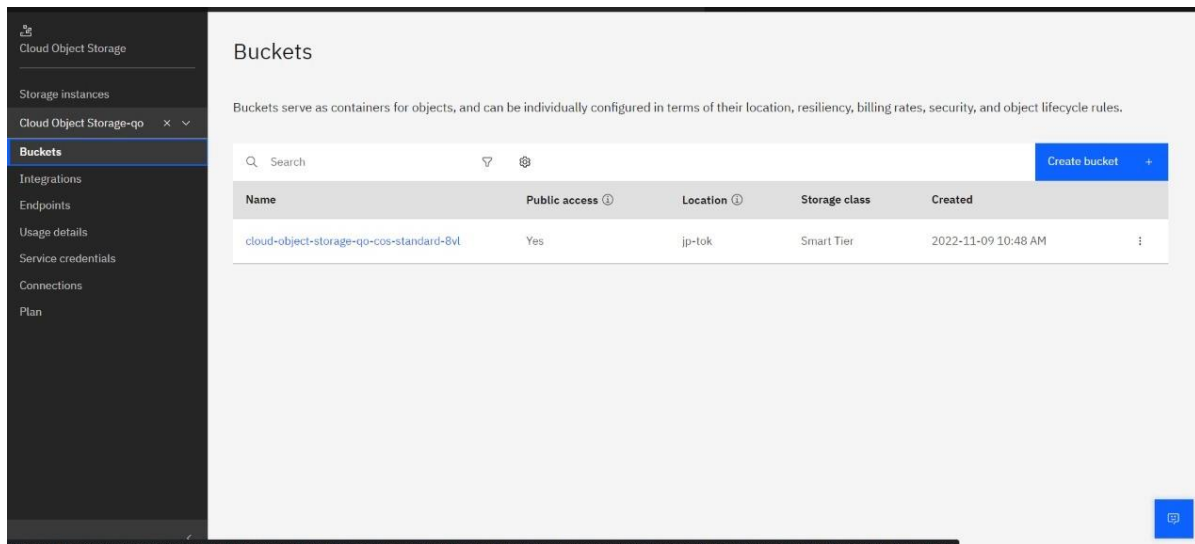 Cloud Object Storage
Storage instances
Cloud Object Storage-qo
Buckets
Integrations
Endpoints
Usage details
Service credentials
Connections
Plan
Buckets
Buckets serve as containers for objects, and can be individually configured in terms of their location, resiliency, billing rates, security, and object lifecycle rules.
Search
Create bucket +
Name Public access Location Storage class Created
cloud-object-storage-qo-cos-standard-8vl Yes jp-tok Smart Tier 2022-11-09 10:48 AM